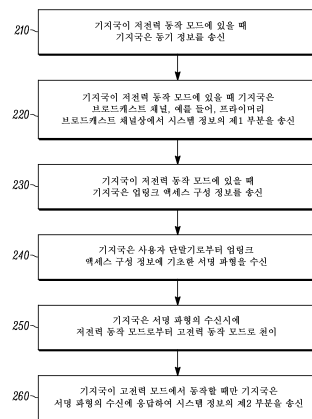 210
기지국이 저전력 동작 모드에 있을 때
기지국은 동기 정보를 송신
220
기지국이 저전력 동작 모드에 있을 때 기지국은
브로드캐스트 채널, 예를 들어, 프라이머리
브로드캐스트 채널상에서 시스템 정보의 제1 부분을 송신
230
기지국이 저전력 동작 모드에 있을 때
기지국은 업링크 액세스 구성 정보를 송신
240
기지국은 사용자 단말기로부터 업링크
액세스 구성 정보에 기초한 서명 파형을 수신
250
기지국은 서명 파형의 수신시에
저전력 동작 모드로부터 고전력 동작 모드로 천이
260
기지국이 고전력 모드에서 동작할 때만 기지국은
서명 파형의 수신에 응답하여 시스템 정보의 제2 부분을 송신